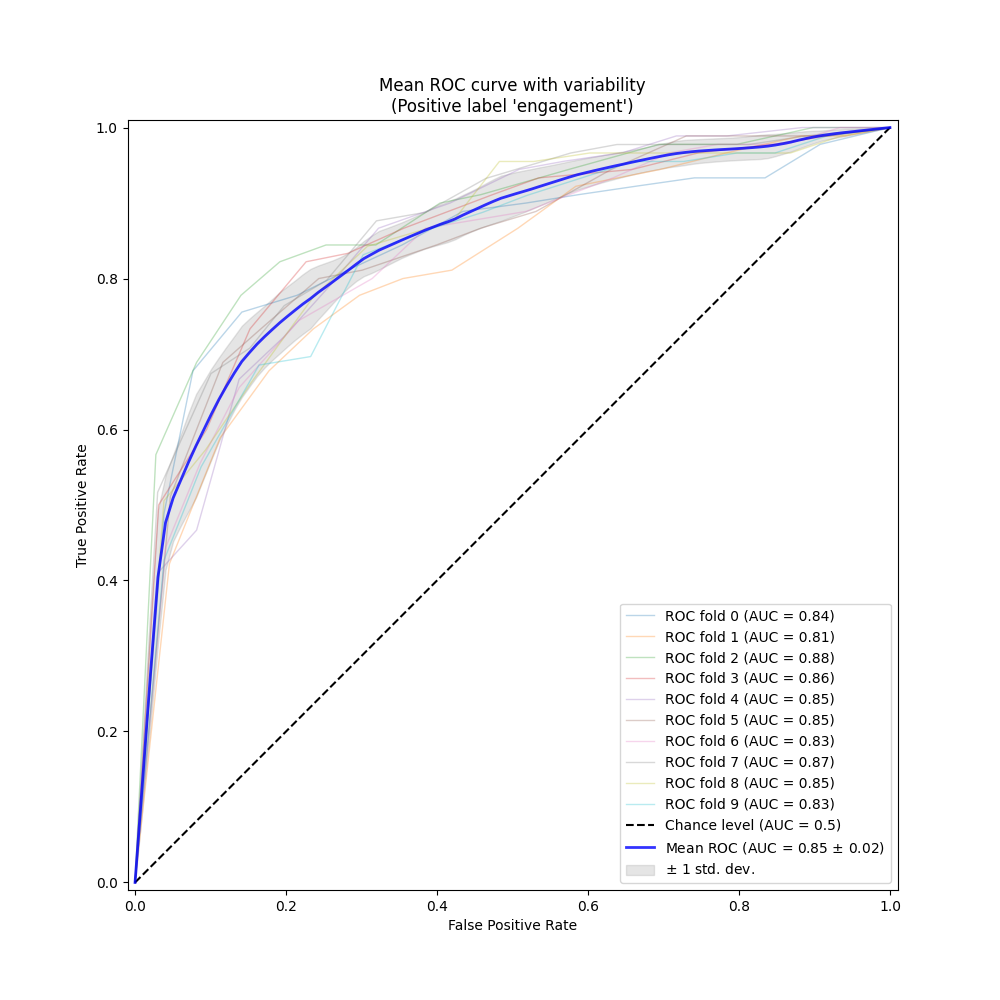 Mean ROC curve with variability
(Positive label 'engagement')
1.0
0.8
0.6
0.4
0.2
0.0
True Positive Rate
ROC fold 0 (AUC = 0.84)
ROC fold 1 (AUC = 0.81)
ROC fold 2 (AUC = 0.88)
ROC fold 3 (AUC = 0.86)
ROC fold 4 (AUC = 0.85)
ROC fold 5 (AUC = 0.85)
ROC fold 6 (AUC = 0.83)
ROC fold 7 (AUC = 0.87)
ROC fold 8 (AUC = 0.85)
ROC fold 9 (AUC = 0.83)
Chance level (AUC = 0.5)
Mean ROC (AUC = 0.85 ± 0.02)
± 1 std. dev.
0.0 0.2 0.4 0.6 0.8 1.0
False Positive Rate